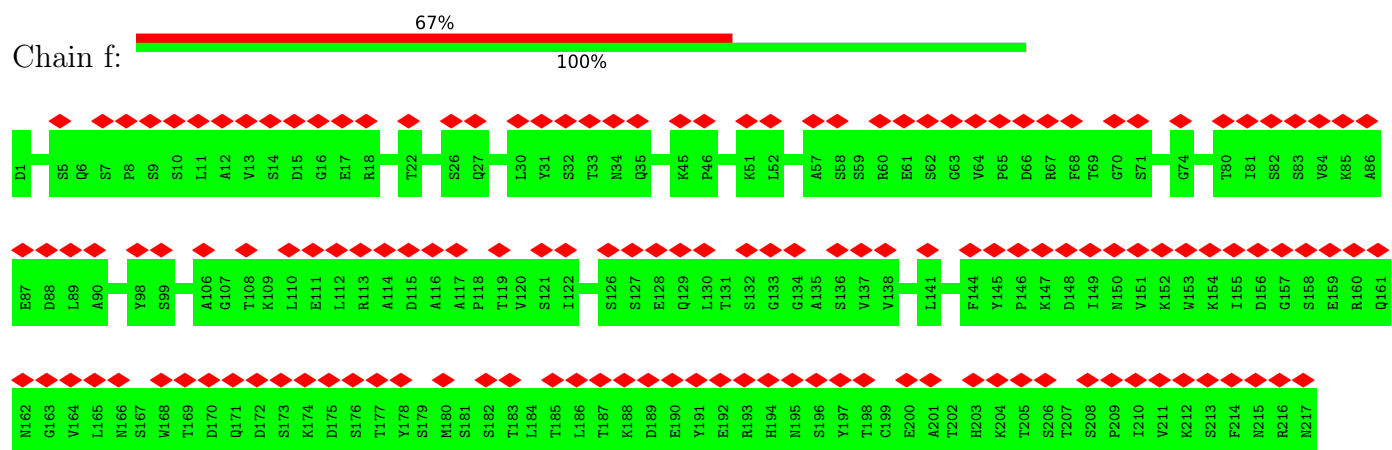 67%
Chain f:
100%
D1 S5 Q6 S7 P8 S9 S10 L11 A12 V13 S14 D15 G16 E17 R18 T22 S26 Q27 L30 Y31 S32 T33 N34 Q35 K45 P46 K51 L52 A57 S58 S59 R60 E61 S62 G63 V64 P65 D66 R67 F68 T69 G70 S71 G74 T80 I81 S82 S83 V84 K85 A86
E87 D88 L89 A90 Y98 S99 A106 G107 T108 K109 L110 E111 L112 R113 A114 D115 A116 A117 P118 T119 V120 S121 I122 S126 S127 E128 Q129 L130 T131 S132 G133 G134 A135 S136 V137 V138 L141 F144 Y145 P146 K147 D148 I149 N150 V151 K152 W153 K154 I155 D156 G157 S158 E159 R160 Q161
N162 G163 V164 L165 N166 S167 W168 T169 D170 Q171 D172 S173 K174 D175 S176 T177 Y178 S179 M180 S181 S182 T183 L184 T185 L186 T187 K188 D189 E190 Y191 E192 R193 H194 N195 S196 Y197 T198 C199 E200 A201 T202 H203 K204 T205 S206 T207 S208 P209 I210 V211 K212 S213 F214 N215 R216 N217